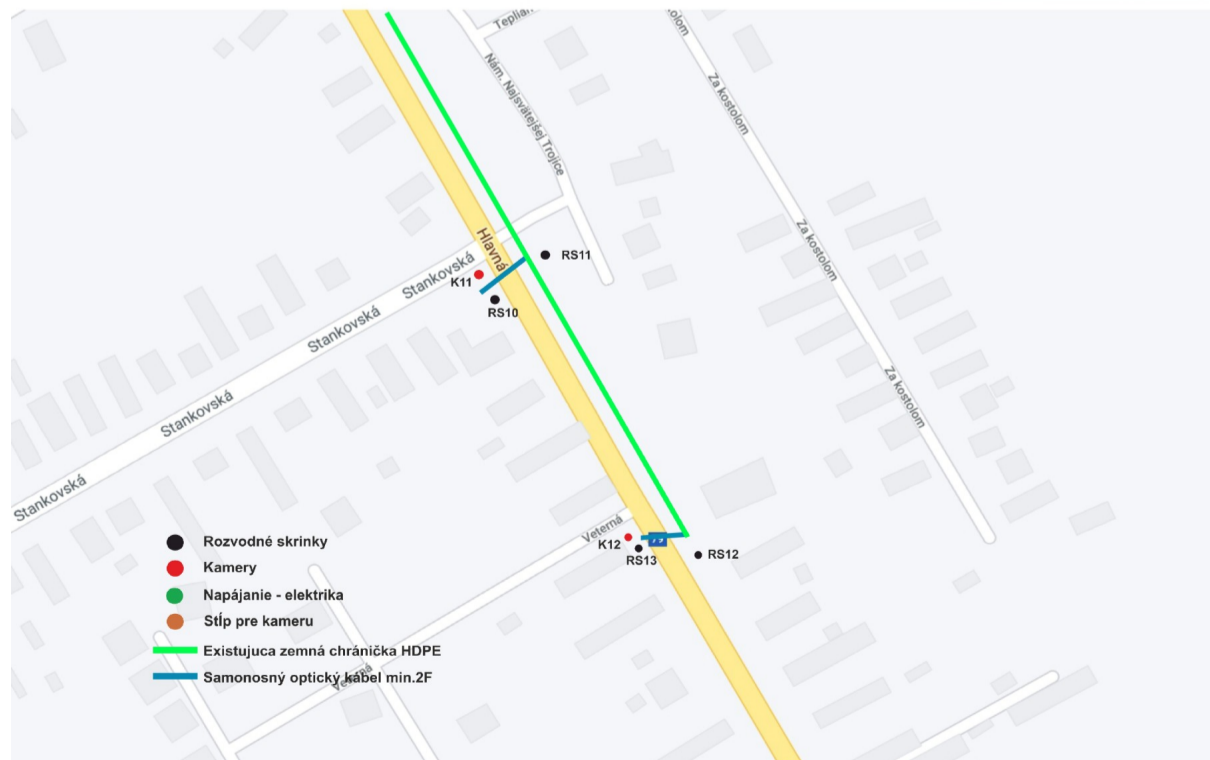 Teplian
Nám. Najsvätejšej Trojice
kostolom
Za kostolom
Za kostolom
Za kostolom
Hlavná
RS11
Stankovská
K11
RS10
Stankovská
Stankovská
Stankovská
Veterná
K12
RS13
79
RS12
Rozvodné skrinky
Kamery
Napájanie - elektrika
Stĺp pre kameru
Existujuca zemná chránička HDPE
Veterná
Samonosný optický kábel min.2F